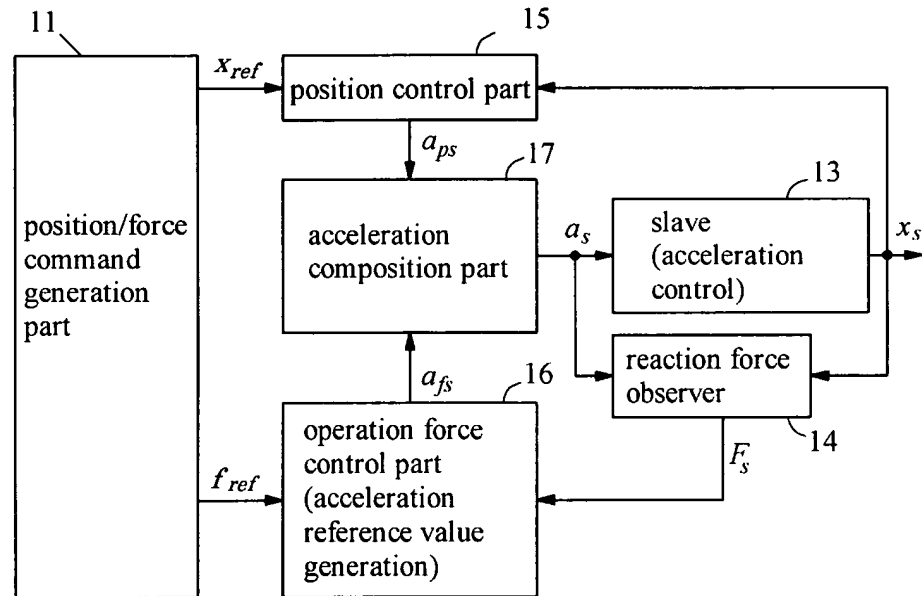 11
15
x_ref
position control part
a_ps
17
13
position/force
command
generation
part
acceleration
composition part
a_s
slave
(acceleration
control)
x_s
reaction force
observer
14
a_fs
16
operation force
control part
(acceleration
reference value
generation)
f_ref
F_s